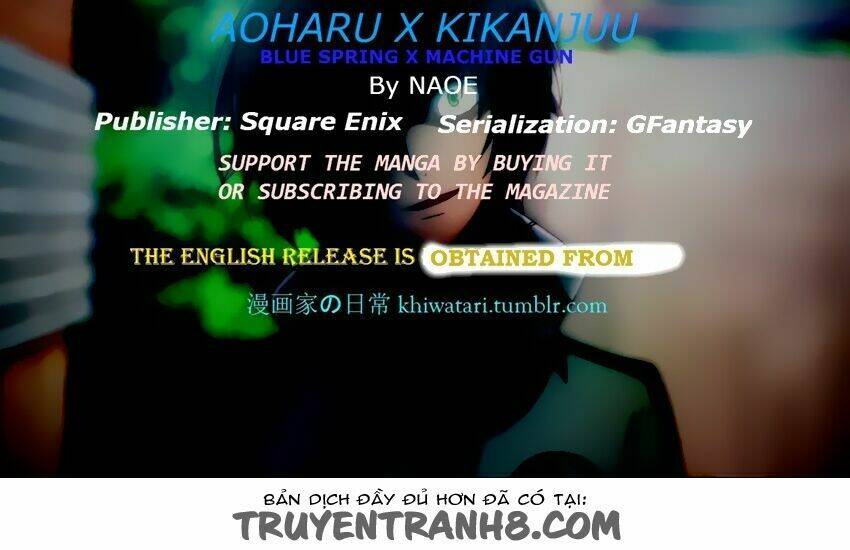 AOHARU X KIKANJUU
BLUE SPRING X MACHINE GUN
By NAOE
Publisher: Square Enix Serialization: GFantasy
SUPPORT THE MANGA BY BUYING IT
OR SUBSCRIBING TO THE MAGAZINE
THE ENGLISH RELEASE IS OBTAINED FROM
漫画家の日常 khiwatari.tumblr.com
BẢN DỊCH ĐẦY ĐỦ HƠN ĐÃ CÓ TẠI:
TRUYENTRANH8.COM